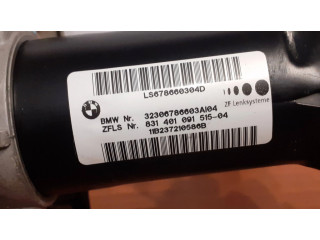 LS678660304D
BMW Nr. 32306786603AI04
ZFLS Nr. 831 401 091 515-04
11B237210586B
ZF Lenksysteme